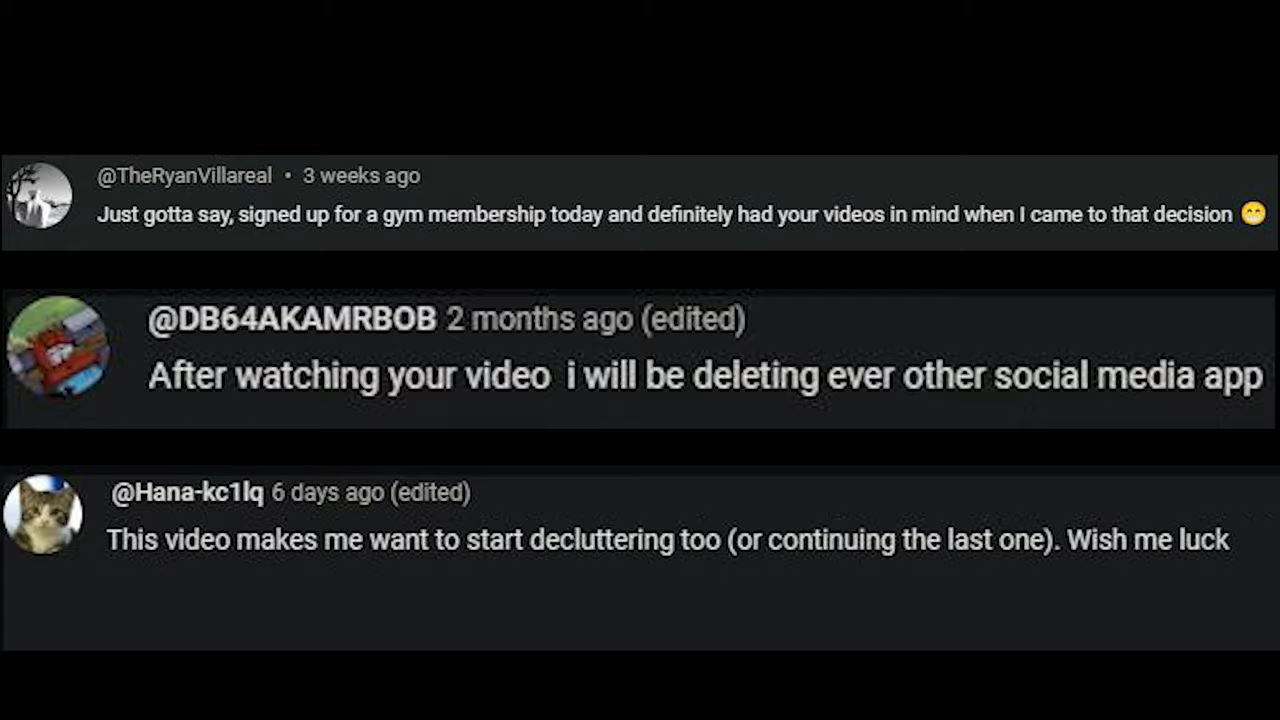 @TheRyanVillareal • 3 weeks ago
Just gotta say, signed up for a gym membership today and definitely had your videos in mind when I came to that decision 😁
@DB64AKAMRBOB 2 months ago (edited)
After watching your video i will be deleting ever other social media app
@Hana-kc1lq 6 days ago (edited)
This video makes me want to start decluttering too (or continuing the last one). Wish me luck